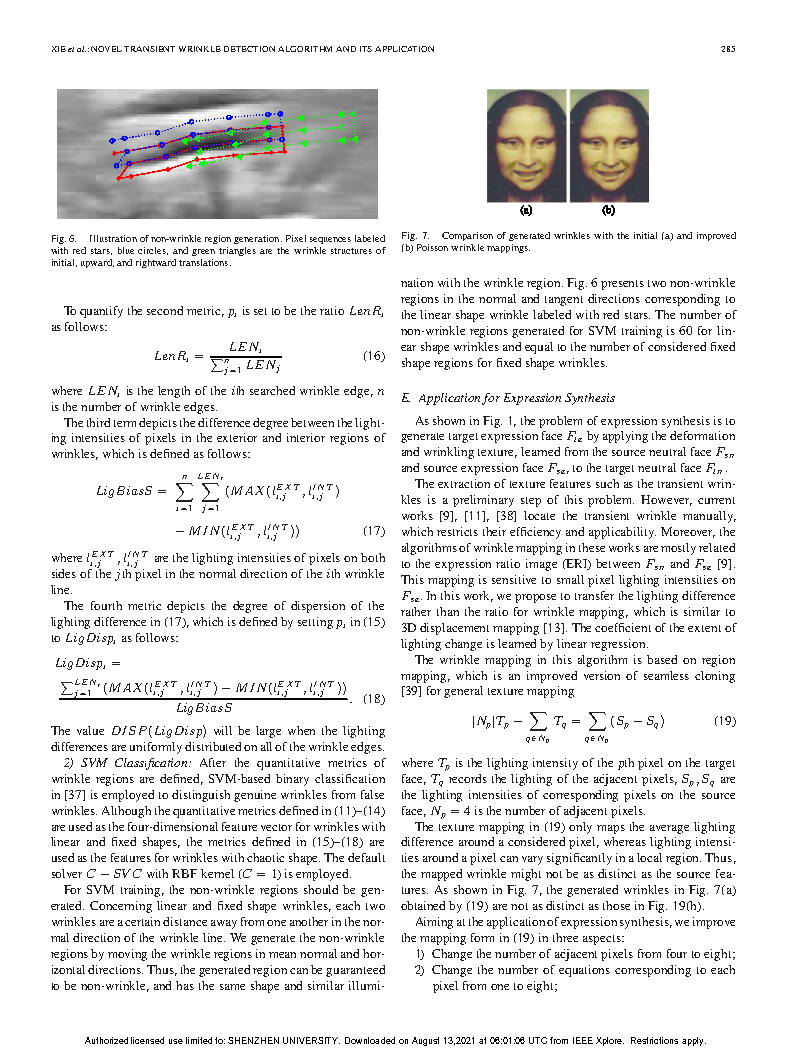 XIE et al.: NOVEL TRANSIENT WRINKLE DETECTION ALGORITHM AND ITS APPLICATION
285
Fig. 6. Illustration of non-wrinkle region generation. Pixel sequences labeled
with red stars, blue circles, and green triangles are the wrinkle structures of
initial, upward, and rightward translations.
To quantify the second metric, p_i is set to be the ratio LenR_i
as follows:
LenR_i = LEN_i / ∑_{j=1}^{n} LEN_j (16)
where LEN_i is the length of the ith searched wrinkle edge, n
is the number of wrinkle edges.
The third term depicts the difference degree between the light-
ing intensities of pixels in the exterior and interior regions of
wrinkles, which is defined as follows:
LigBiasS = ∑_{i=1}^{n} ∑_{j=1}^{LEN_i} (MAX(l_{i,j}^{EXT}, l_{i,j}^{INT})
− MIN(l_{i,j}^{EXT}, l_{i,j}^{INT})) (17)
where l_{i,j}^{EXT}, l_{i,j}^{INT} are the lighting intensities of pixels on both
sides of the jth pixel in the normal direction of the ith wrinkle
line.
The fourth metric depicts the degree of dispersion of the
lighting difference in (17), which is defined by setting p_i in (15)
to LigDisp_i as follows:
LigDisp_i =
∑_{j=1}^{LEN_i} (MAX(l_{i,j}^{EXT}, l_{i,j}^{INT}) − MIN(l_{i,j}^{EXT}, l_{i,j}^{INT})) / LigBiasS. (18)
The value DISP(LigDisp) will be large when the lighting
differences are uniformly distributed on all of the wrinkle edges.
2) SVM Classification: After the quantitative metrics of
wrinkle regions are defined, SVM-based binary classification
in [37] is employed to distinguish genuine wrinkles from false
wrinkles. Although the quantitative metrics defined in (11)–(14)
are used as the four-dimensional feature vector for wrinkles with
linear and fixed shapes, the metrics defined in (15)–(18) are
used as the features for wrinkles with chaotic shape. The default
solver C − SVC with RBF kernel (C = 1) is employed.
For SVM training, the non-wrinkle regions should be gen-
erated. Concerning linear and fixed shape wrinkles, each two
wrinkles are a certain distance away from one another in the nor-
mal direction of the wrinkle line. We generate the non-wrinkle
regions by moving the wrinkle regions in mean normal and hor-
izontal directions. Thus, the generated region can be guaranteed
to be non-wrinkle, and has the same shape and similar illumi-
(a) (b)
Fig. 7. Comparison of generated wrinkles with the initial (a) and improved
(b) Poisson wrinkle mappings.
nation with the wrinkle region. Fig. 6 presents two non-wrinkle
regions in the normal and tangent directions corresponding to
the linear shape wrinkle labeled with red stars. The number of
non-wrinkle regions generated for SVM training is 60 for lin-
ear shape wrinkles and equal to the number of considered fixed
shape regions for fixed shape wrinkles.
E. Application for Expression Synthesis
As shown in Fig. 1, the problem of expression synthesis is to
generate target expression face F_{te} by applying the deformation
and wrinkling texture, learned from the source neutral face F_{sn}
and source expression face F_{se}, to the target neutral face F_{tn}.
The extraction of texture features such as the transient wrin-
kles is a preliminary step of this problem. However, current
works [9], [11], [38] locate the transient wrinkle manually,
which restricts their efficiency and applicability. Moreover, the
algorithms of wrinkle mapping in these works are mostly related
to the expression ratio image (ERI) between F_{sn} and F_{se} [9].
This mapping is sensitive to small pixel lighting intensities on
F_{se}. In this work, we propose to transfer the lighting difference
rather than the ratio for wrinkle mapping, which is similar to
3D displacement mapping [13]. The coefficient of the extent of
lighting change is learned by linear regression.
The wrinkle mapping in this algorithm is based on region
mapping, which is an improved version of seamless cloning
[39] for general texture mapping
|N_p|T_p − ∑_{q∈N_p} T_q = ∑_{q∈N_p} (S_p − S_q) (19)
where T_p is the lighting intensity of the pth pixel on the target
face, T_q records the lighting of the adjacent pixels, S_p, S_q are
the lighting intensities of corresponding pixels on the source
face, N_p = 4 is the number of adjacent pixels.
The texture mapping in (19) only maps the average lighting
difference around a considered pixel, whereas lighting intensi-
ties around a pixel can vary significantly in a local region. Thus,
the mapped wrinkle might not be as distinct as the source fea-
tures. As shown in Fig. 7, the generated wrinkles in Fig. 7(a)
obtained by (19) are not as distinct as those in Fig. 19(h).
Aiming at the application of expression synthesis, we improve
the mapping form in (19) in three aspects:
1) Change the number of adjacent pixels from four to eight;
2) Change the number of equations corresponding to each
pixel from one to eight;
Authorized licensed use limited to: SHENZHEN UNIVERSITY. Downloaded on August 13,2021 at 06:01:08 UTC from IEEE Xplore. Restrictions apply.